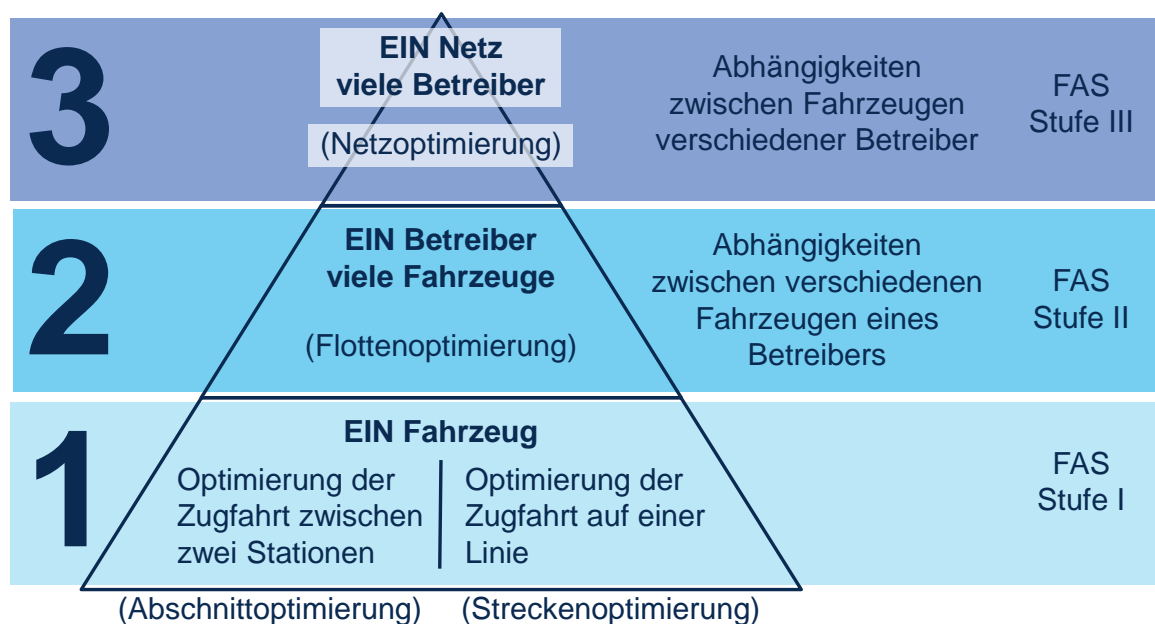 3
EIN Netz
viele Betreiber
(Netzoptimierung)
Abhängigkeiten
zwischen Fahrzeugen
verschiedener Betreiber
FAS
Stufe III
2
EIN Betreiber
viele Fahrzeuge
(Flottenoptimierung)
Abhängigkeiten
zwischen verschiedenen
Fahrzeugen eines
Betreibers
FAS
Stufe II
1
EIN Fahrzeug
Optimierung der
Zugfahrt zwischen
zwei Stationen
Optimierung der
Zugfahrt auf einer
Linie
FAS
Stufe I
(Abschnittoptimierung)
(Streckenoptimierung)